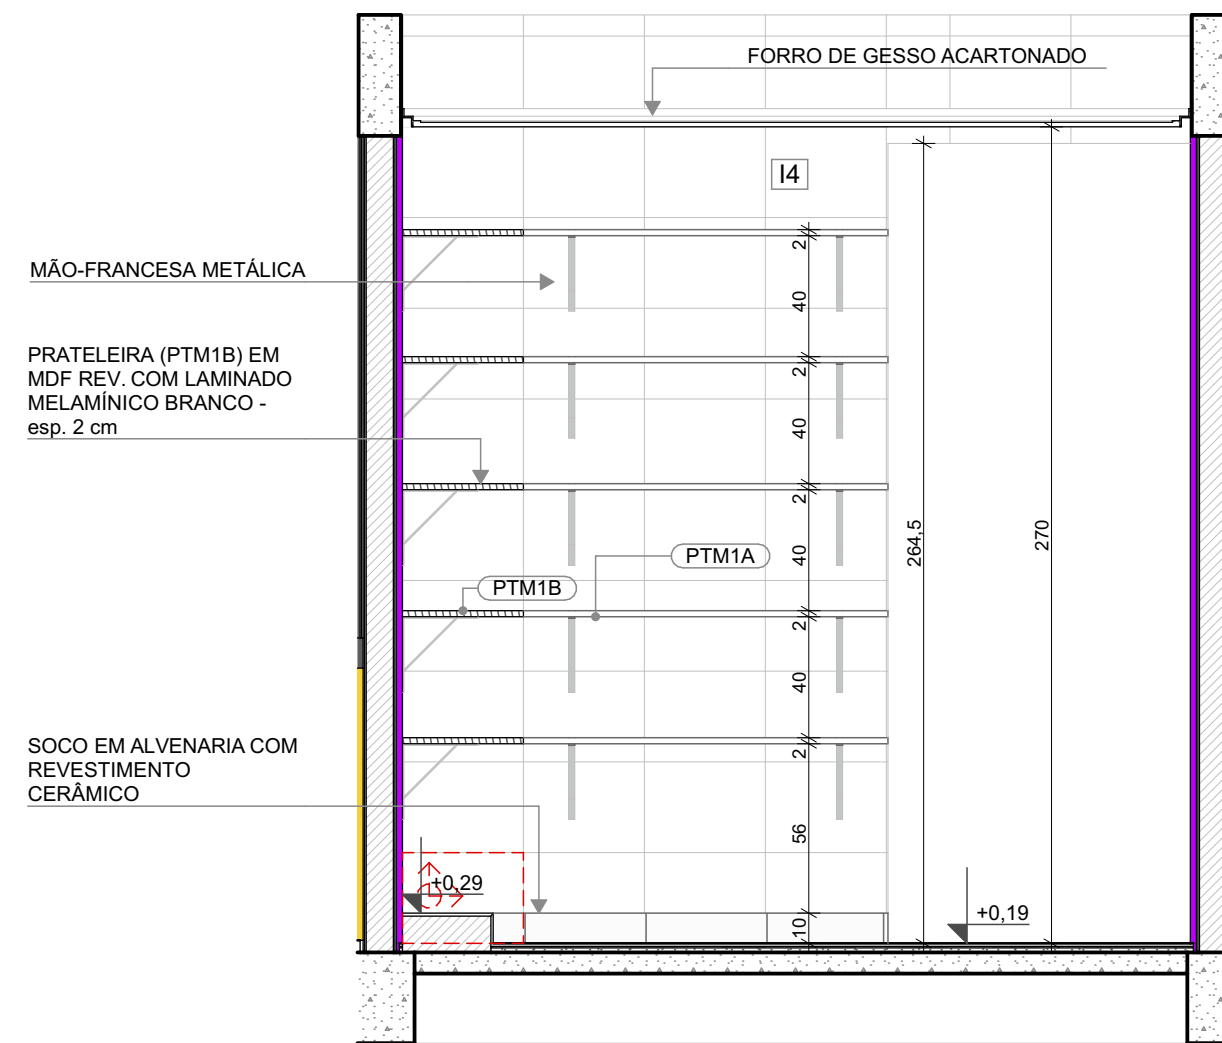 FORRO DE GESSO ACARTONADO
I4
2
MÃO-FRANCESA METÁLICA
40
PRATELEIRA (PTM1B) EM
MDF REV. COM LAMINADO
MELAMÍNICO BRANCO -
esp. 2 cm
2
40
2
264,5
270
40
PTM1A
PTM1B
2
40
SOCO EM ALVENARIA COM
REVESTIMENTO
CERÂMICO
2
56
+0,29
+0,19
10